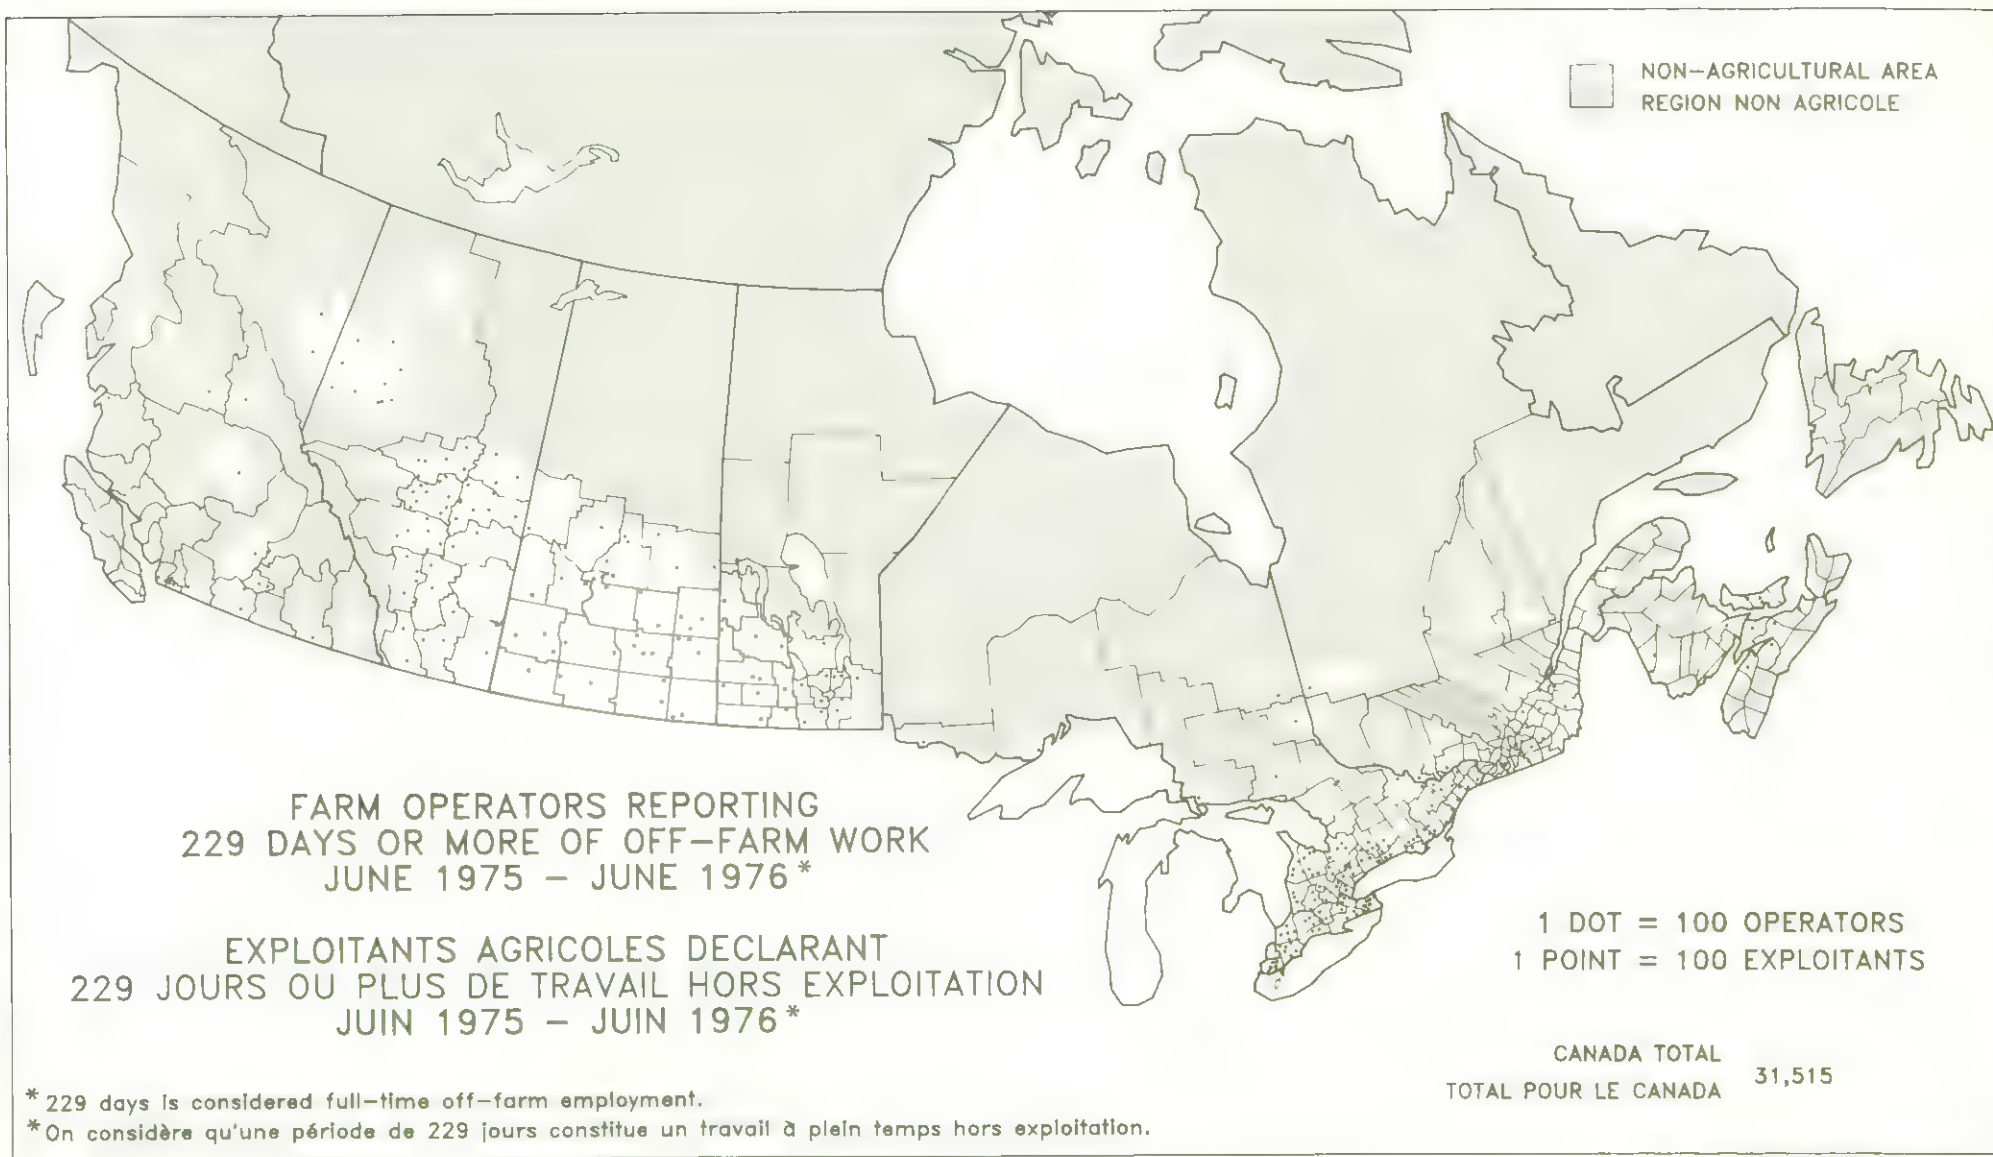 NON-AGRICULTURAL AREA
REGION NON AGRICOLE
FARM OPERATORS REPORTING
229 DAYS OR MORE OF OFF-FARM WORK
JUNE 1975 - JUNE 1976*
EXPLOITANTS AGRICOLES DECLARANT
229 JOURS OU PLUS DE TRAVAIL HORS EXPLOITATION
JUIN 1975 - JUIN 1976*
1 DOT = 100 OPERATORS
1 POINT = 100 EXPLOITANTS
CANADA TOTAL
TOTAL POUR LE CANADA 31,515
* 229 days is considered full-time off-farm employment.
* On considère qu'une période de 229 jours constitue un travail à plein temps hors exploitation.